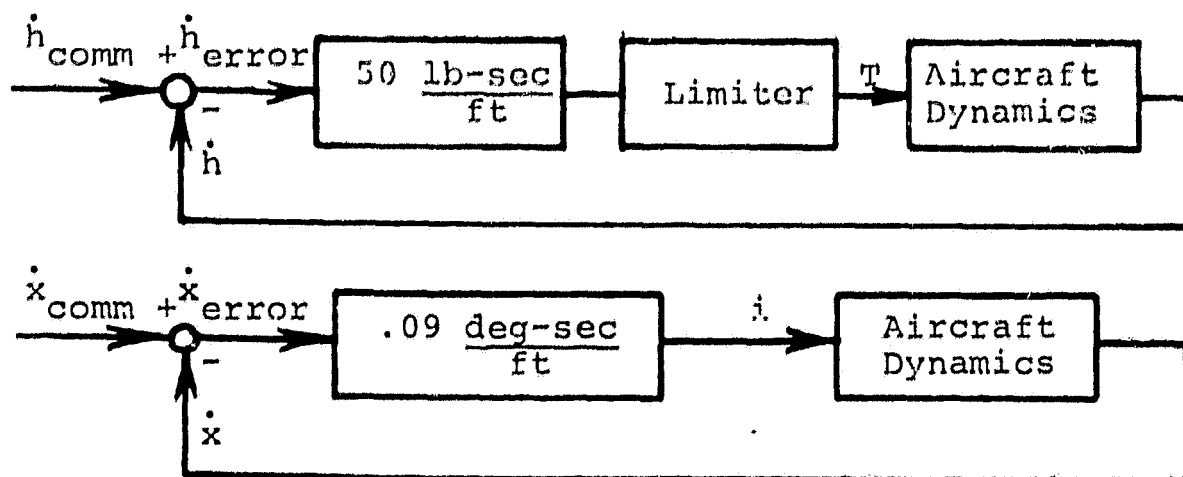 ḣcomm + ḣerror
50 lb-sec/ft
Limiter
T
Aircraft
Dynamics
-
ḣ
ẋcomm + ẋerror
.09 deg-sec/ft
i
Aircraft
Dynamics
-
ẋ